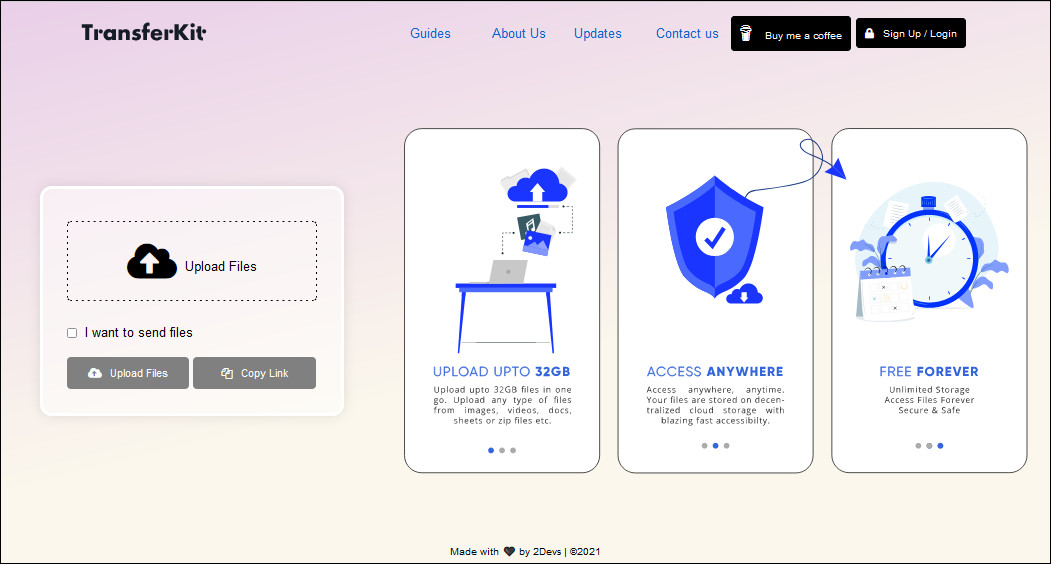 TransferKit
Guides About Us Updates Contact us Buy me a coffee Sign Up / Login
Upload Files
I want to send files
Upload Files Copy Link
UPLOAD UPTO 32GB
Upload upto 32GB files in one
go. Upload any type of files
from images, videos, docs,
sheets or zip files etc.
ACCESS ANYWHERE
Access anywhere, anytime.
Your files are stored on decen-
tralized cloud storage with
blazing fast accessibilty.
FREE FOREVER
Unlimited Storage
Access Files Forever
Secure & Safe
Made with 🖤 by 2Devs | ©2021